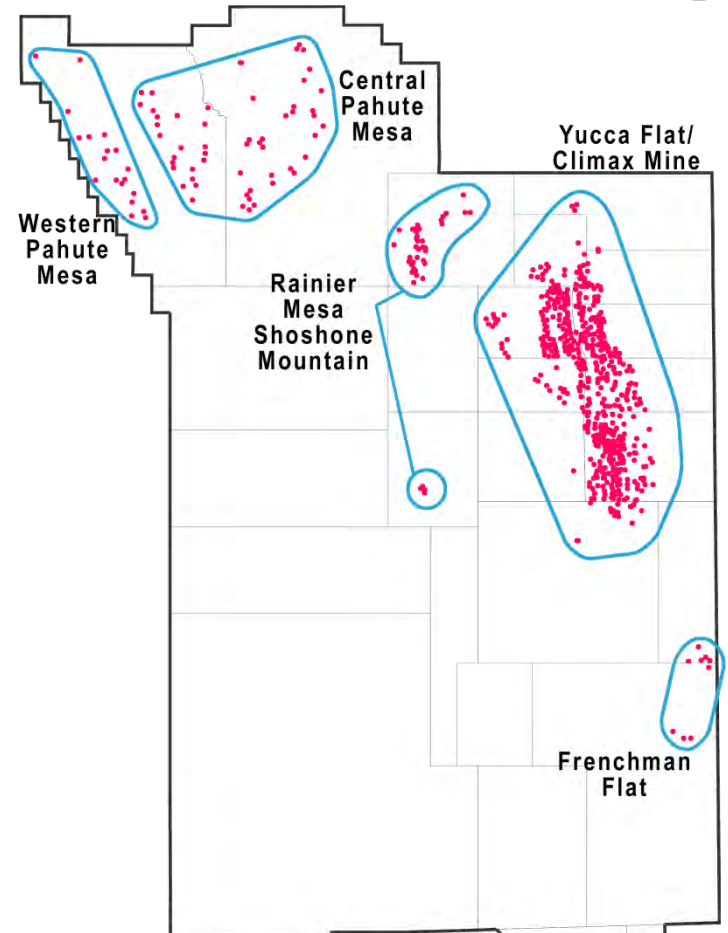 Central
Pahute
Mesa
Yucca Flat/
Climax Mine
Western
Pahute
Mesa
Rainier
Mesa
Shoshone
Mountain
Frenchman
Flat